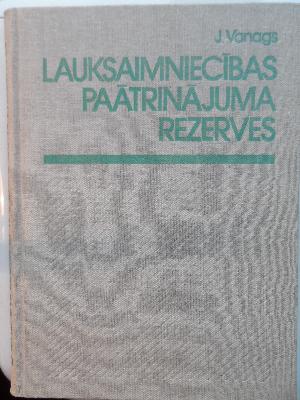 J. Vanags
LAUKSAIMNIECĪBAS
PAĀTRINĀJUMA
REZERVES